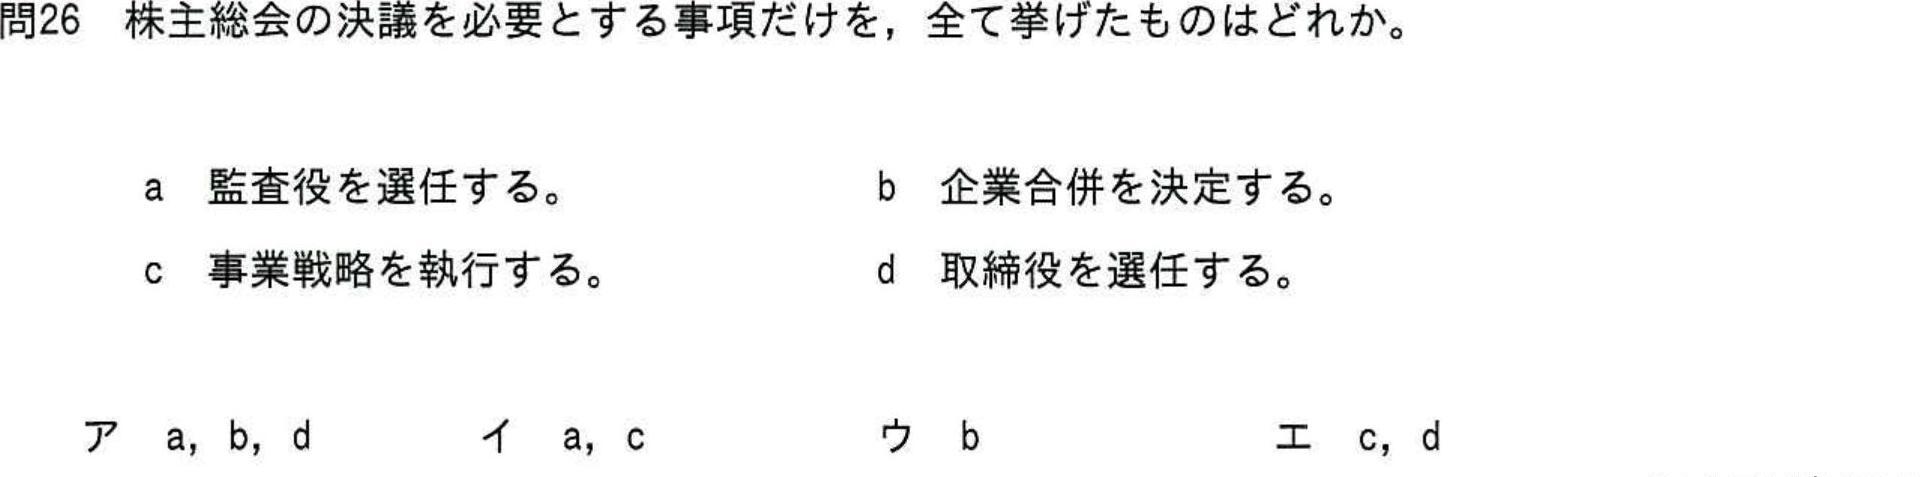 問26　株主総会の決議を必要とする事項だけを，全て挙げたものはどれか。
a　監査役を選任する。　b　企業合併を決定する。
c　事業戦略を執行する。　d　取締役を選任する。
ア　a，b，d　イ　a，c　ウ　b　エ　c，d